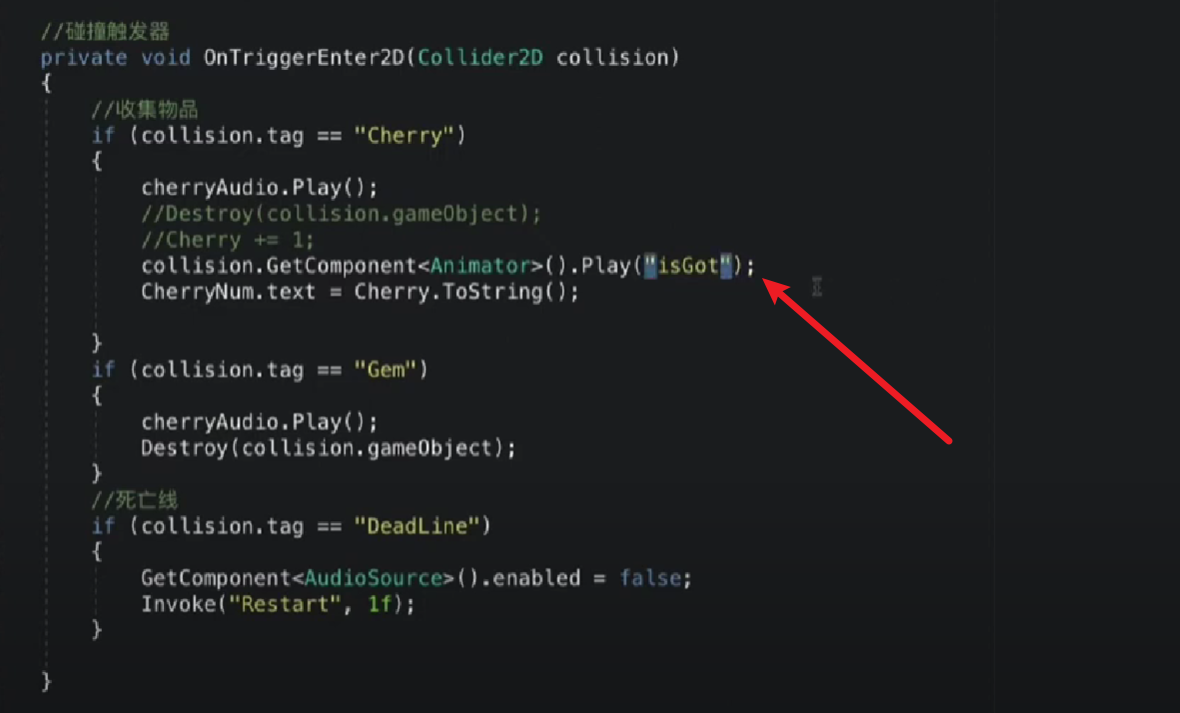 //碰撞触发器
private void OnTriggerEnter2D(Collider2D collision)
{
//收集物品
if (collision.tag == "Cherry")
{
cherryAudio.Play();
//Destroy(collision.gameObject);
//Cherry += 1;
collision.GetComponent<Animator>().Play("isGot");
CherryNum.text = Cherry.ToString();
}
if (collision.tag == "Gem")
{
cherryAudio.Play();
Destroy(collision.gameObject);
}
//死亡线
if (collision.tag == "DeadLine")
{
GetComponent<AudioSource>().enabled = false;
Invoke("Restart", 1f);
}
}